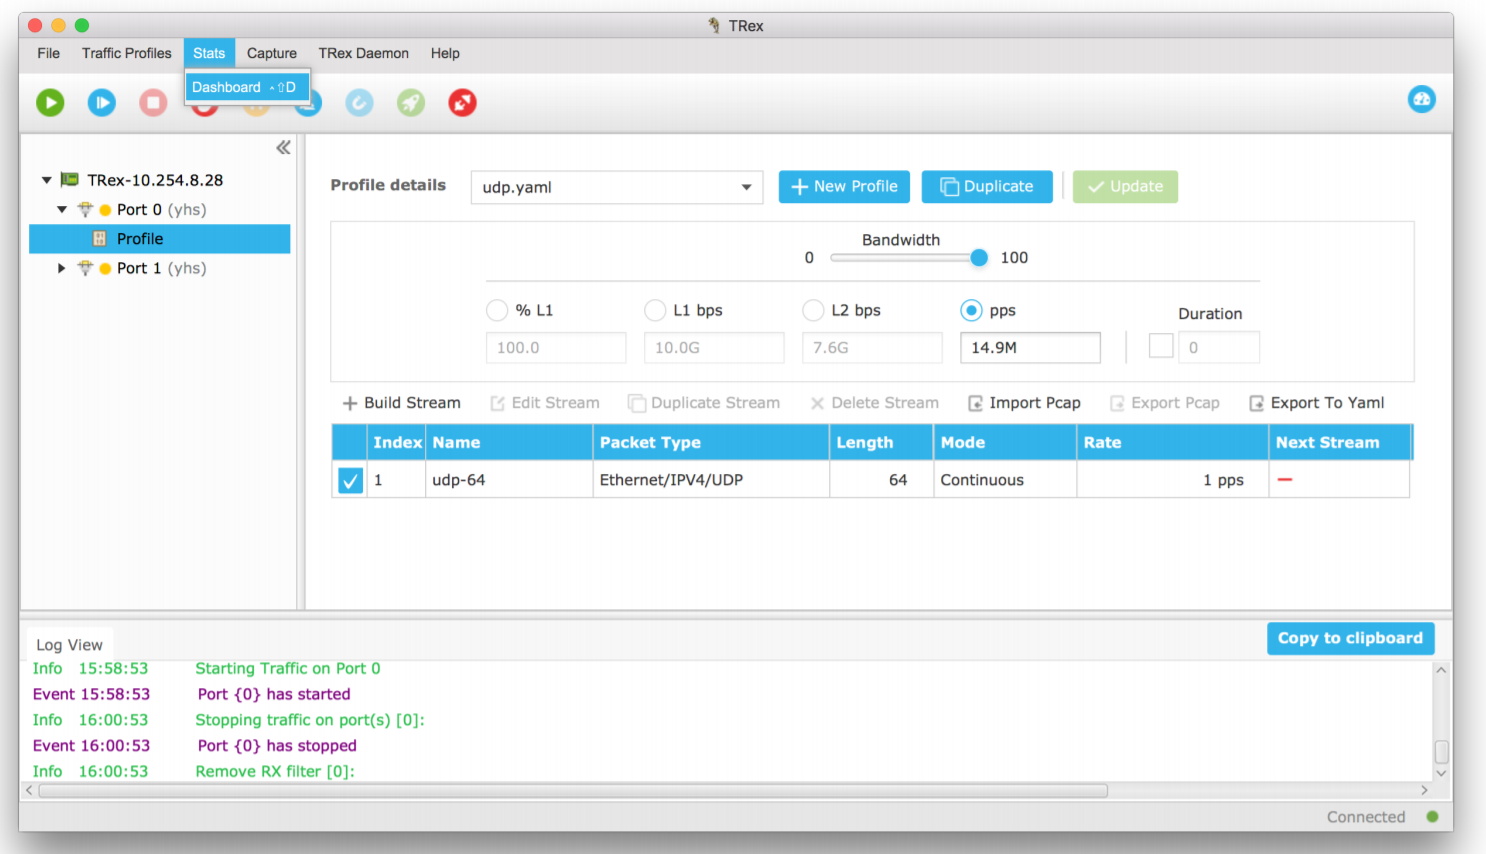 TRex
File Traffic Profiles Stats Capture TRex Daemon Help
Dashboard ⌃⇧D
TRex-10.254.8.28
Port 0 (yhs)
Profile
Port 1 (yhs)
Profile details udp.yaml New Profile Duplicate Update
Bandwidth
0 100
% L1 L1 bps L2 bps pps Duration
100.0 10.0G 7.6G 14.9M 0
Build Stream Edit Stream Duplicate Stream Delete Stream Import Pcap Export Pcap Export To Yaml
Index Name Packet Type Length Mode Rate Next Stream
1 udp-64 Ethernet/IPV4/UDP 64 Continuous 1 pps
Log View Copy to clipboard
Info 15:58:53 Starting Traffic on Port 0
Event 15:58:53 Port {0} has started
Info 16:00:53 Stopping traffic on port(s) [0]:
Event 16:00:53 Port {0} has stopped
Info 16:00:53 Remove RX filter [0]:
Connected